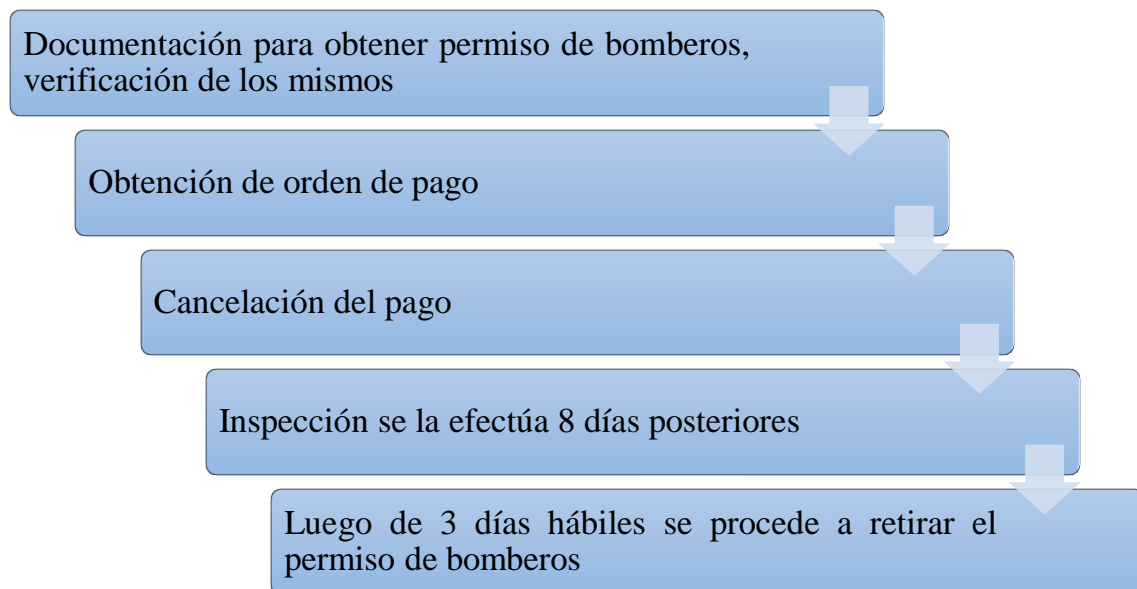 Documentación para obtener permiso de bomberos,
verificación de los mismos
Obtención de orden de pago
Cancelación del pago
Inspección se la efectúa 8 días posteriores
Luego de 3 días hábiles se procede a retirar el
permiso de bomberos